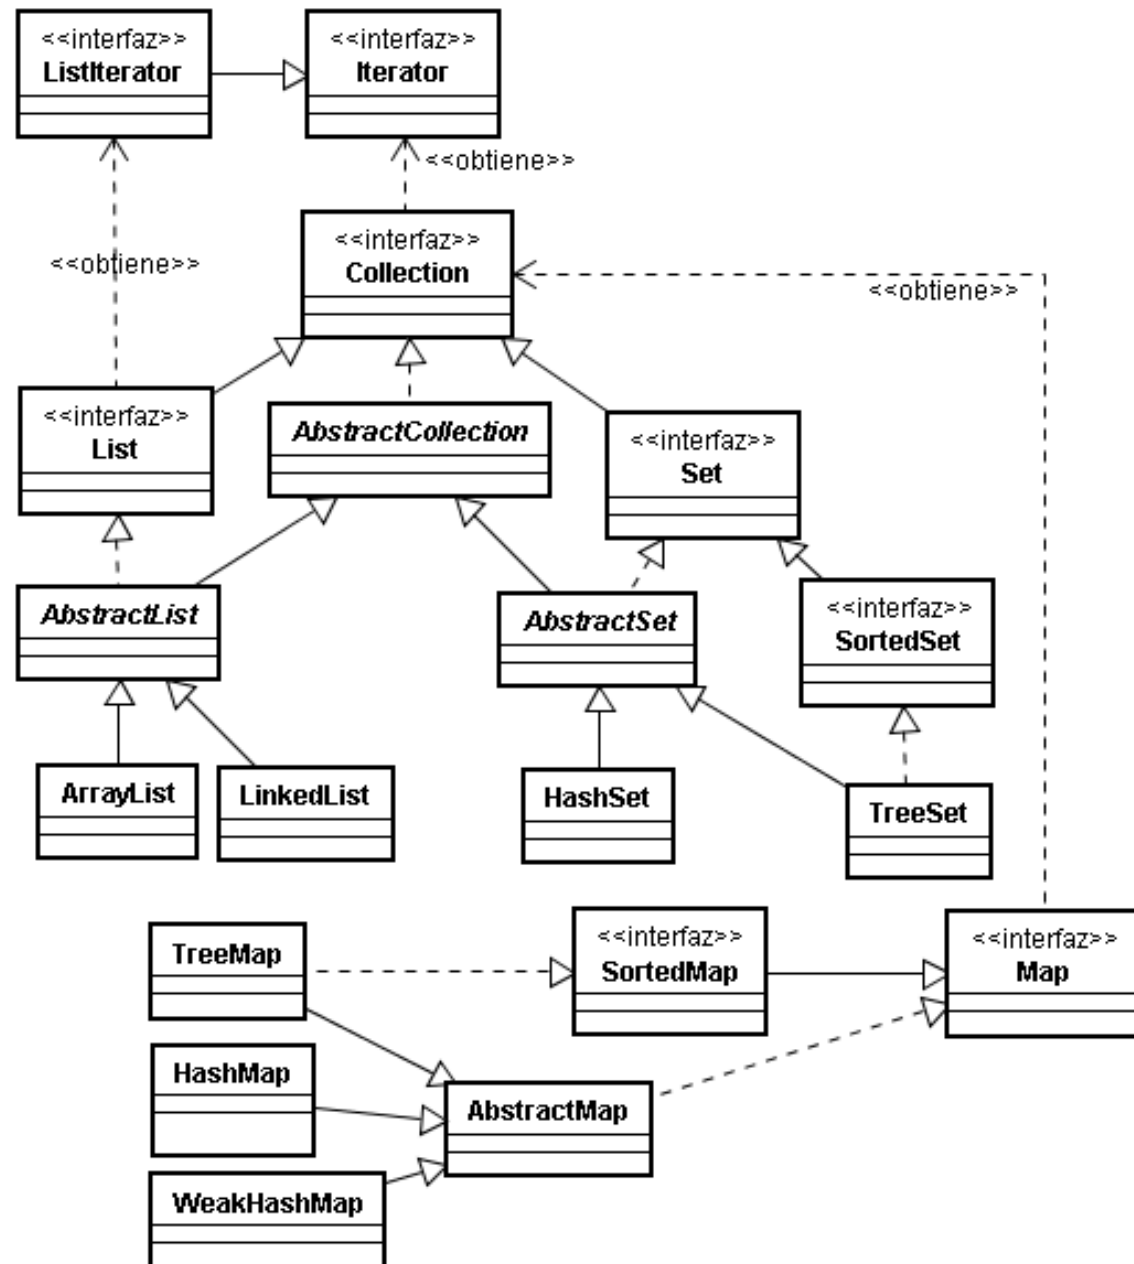 <<interfaz>>
ListIterator
<<interfaz>>
Iterator
<<obtiene>>
<<interfaz>>
Collection
<<obtiene>>
<<obtiene>>
<<interfaz>>
List
AbstractCollection
<<interfaz>>
Set
AbstractList
AbstractSet
<<interfaz>>
SortedSet
ArrayList
LinkedList
HashSet
TreeSet
TreeMap
<<interfaz>>
SortedMap
<<interfaz>>
Map
HashMap
AbstractMap
WeakHashMap